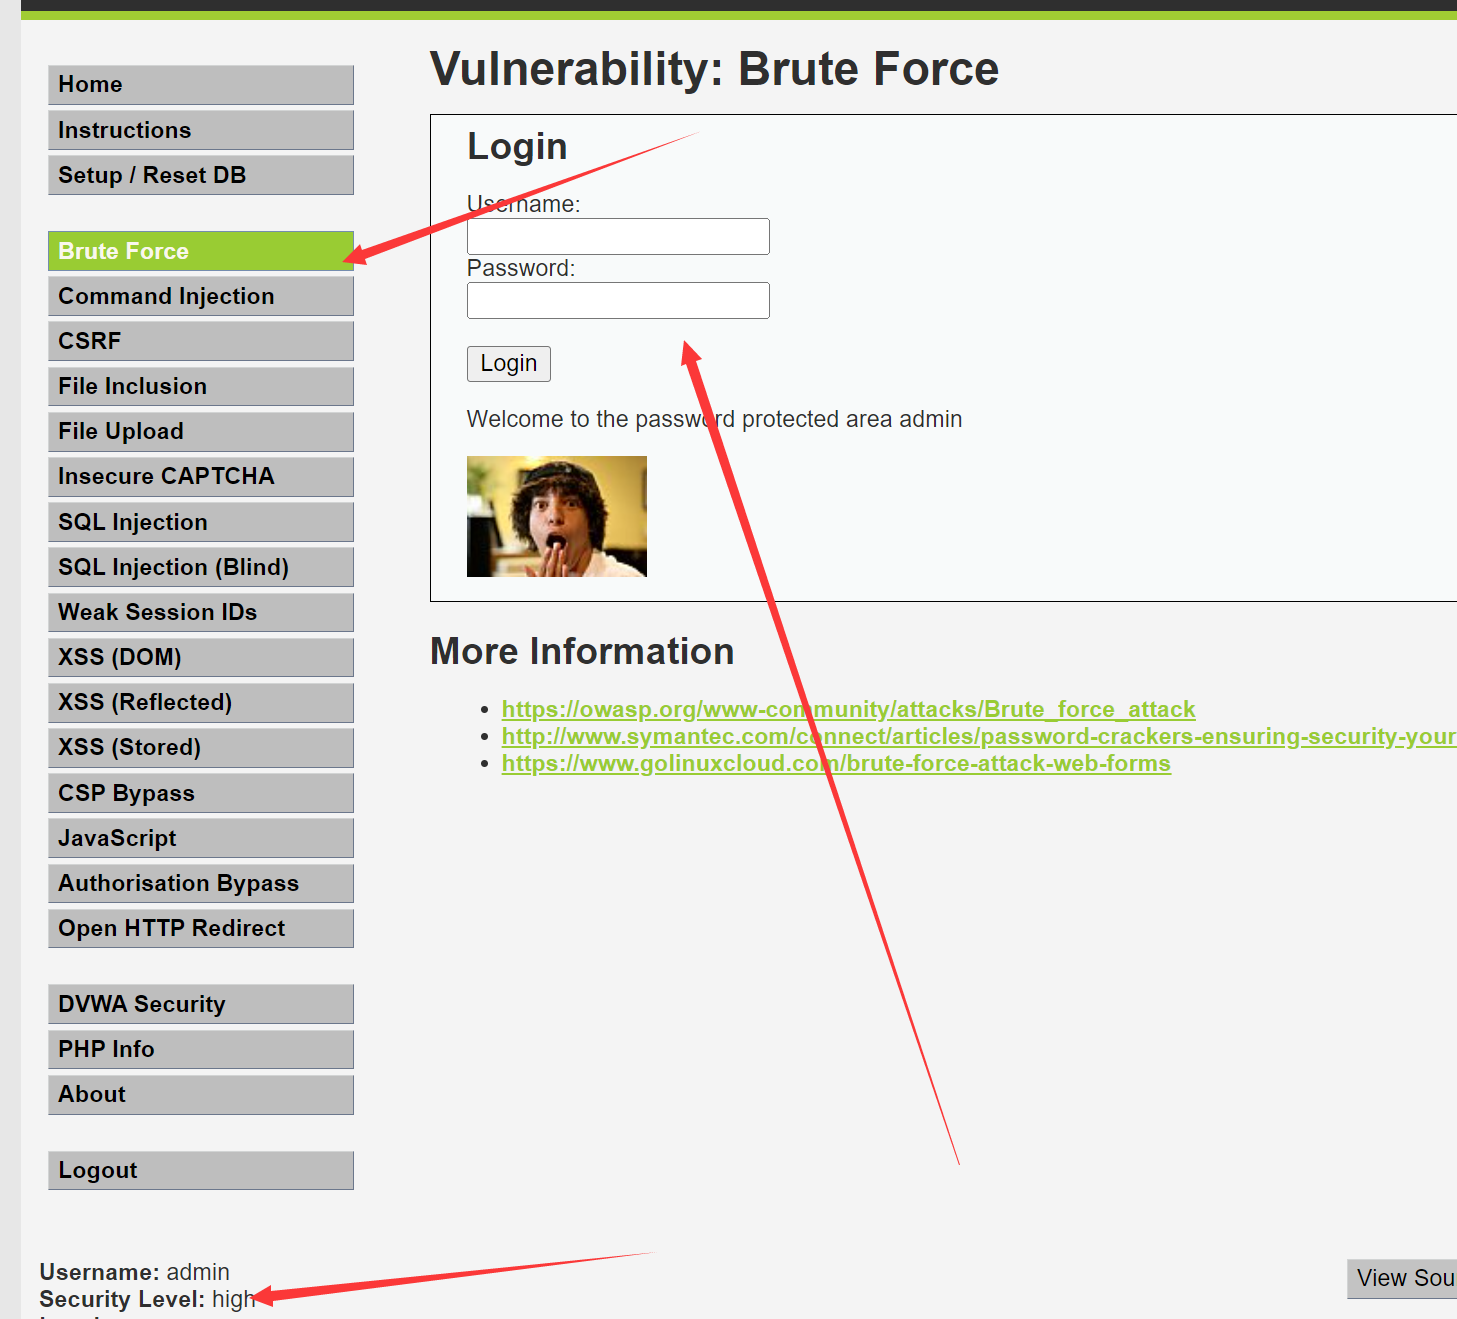 Home
Instructions
Setup / Reset DB
Brute Force
Command Injection
CSRF
File Inclusion
File Upload
Insecure CAPTCHA
SQL Injection
SQL Injection (Blind)
Weak Session IDs
XSS (DOM)
XSS (Reflected)
XSS (Stored)
CSP Bypass
JavaScript
Authorisation Bypass
Open HTTP Redirect
DVWA Security
PHP Info
About
Logout
Vulnerability: Brute Force
Login
Username:
Password:
Login
Welcome to the password protected area admin
More Information
https://owasp.org/www-community/attacks/Brute_force_attack
http://www.symantec.com/connect/articles/password-crackers-ensuring-security-your
https://www.golinuxcloud.com/brute-force-attack-web-forms
Username: admin
Security Level: high
View Sou